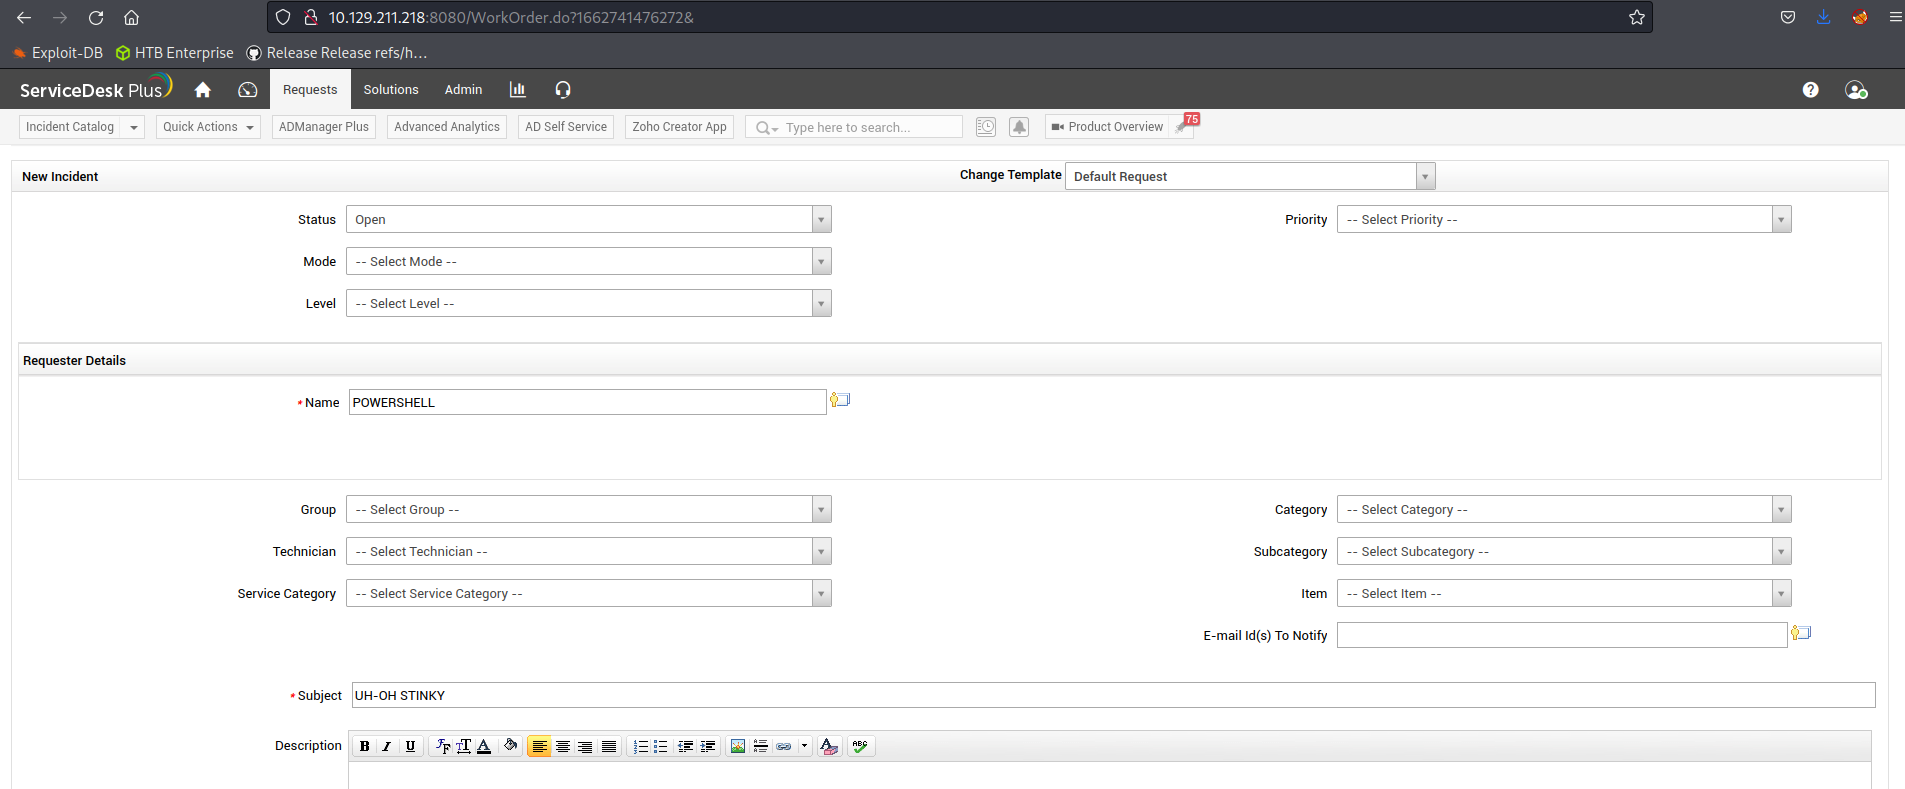 10.129.211.218:8080/WorkOrder.do?1662741476272&
Exploit-DB HTB Enterprise Release Release refs/h...
ServiceDesk Plus Requests Solutions Admin
Incident Catalog Quick Actions ADManager Plus Advanced Analytics AD Self Service Zoho Creator App Type here to search... Product Overview 75
New Incident Change Template Default Request
Status Open Priority -- Select Priority --
Mode -- Select Mode --
Level -- Select Level --
Requester Details
* Name POWERSHELL
Group -- Select Group -- Category -- Select Category --
Technician -- Select Technician -- Subcategory -- Select Subcategory --
Service Category -- Select Service Category -- Item -- Select Item --
E-mail Id(s) To Notify
* Subject UH-OH STINKY
Description B I U ABC